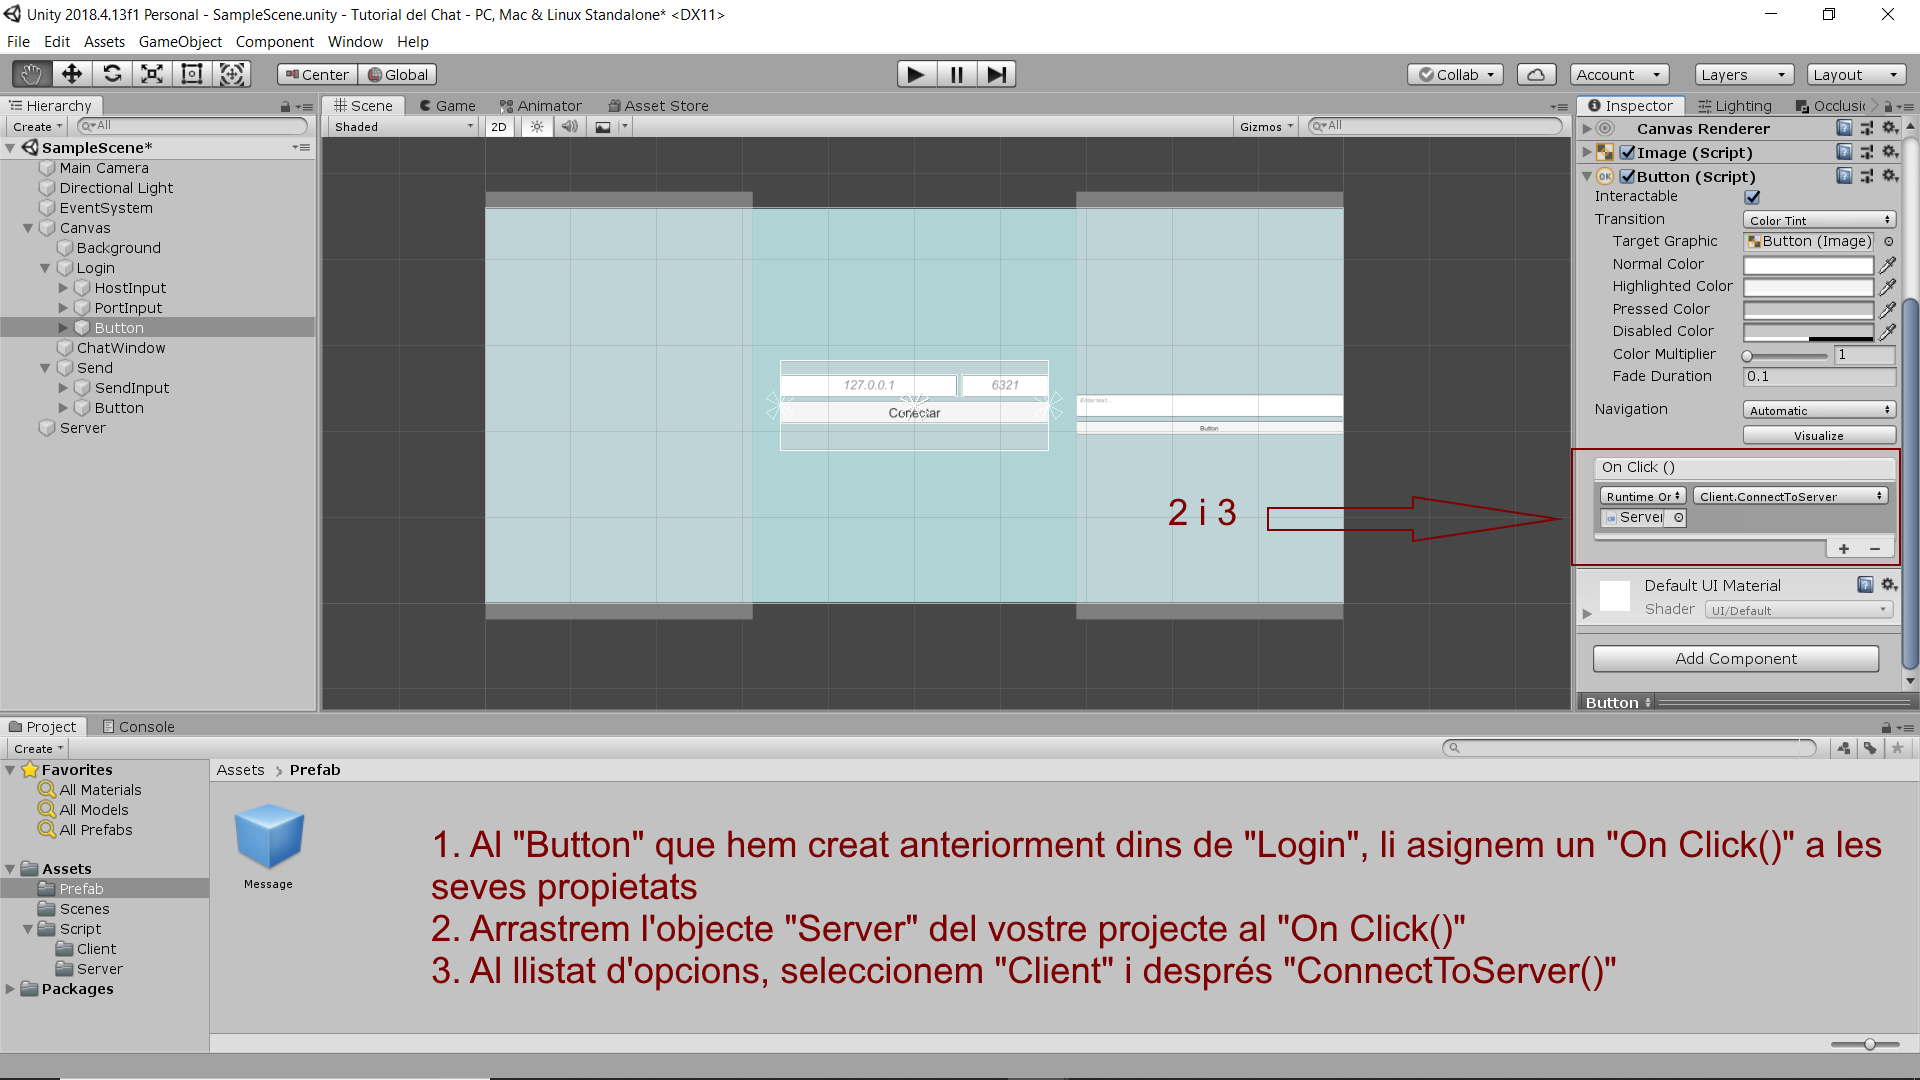 Unity 2018.4.13f1 Personal - SampleScene.unity - Tutorial del Chat - PC, Mac & Linux Standalone* <DX11>
File Edit Assets GameObject Component Window Help
Center Global
Collab Account Layers Layout
Hierarchy
Create All
SampleScene*
Main Camera
Directional Light
EventSystem
Canvas
Background
Login
HostInput
PortInput
Button
ChatWindow
Send
SendInput
Button
Server
Scene Game Animator Asset Store
Shaded 2D Gizmos All
127.0.0.1 6321
Conectar
Enter text...
Button
2 i 3
Inspector Lighting Occlusic
Canvas Renderer
Image (Script)
Button (Script)
Interactable
Transition Color Tint
Target Graphic Button (Image)
Normal Color
Highlighted Color
Pressed Color
Disabled Color
Color Multiplier 1
Fade Duration 0.1
Navigation Automatic
Visualize
On Click ()
Runtime Or Client.ConnectToServer
Server
+ −
Default UI Material
Shader UI/Default
Add Component
Button
Project Console
Create
Favorites
All Materials
All Models
All Prefabs
Assets
Prefab
Scenes
Script
Client
Server
Packages
Assets > Prefab
Message
1. Al "Button" que hem creat anteriorment dins de "Login", li asignem un "On Click()" a les
seves propietats
2. Arrastrem l'objecte "Server" del vostre projecte al "On Click()"
3. Al llistat d'opcions, seleccionem "Client" i després "ConnectToServer()"